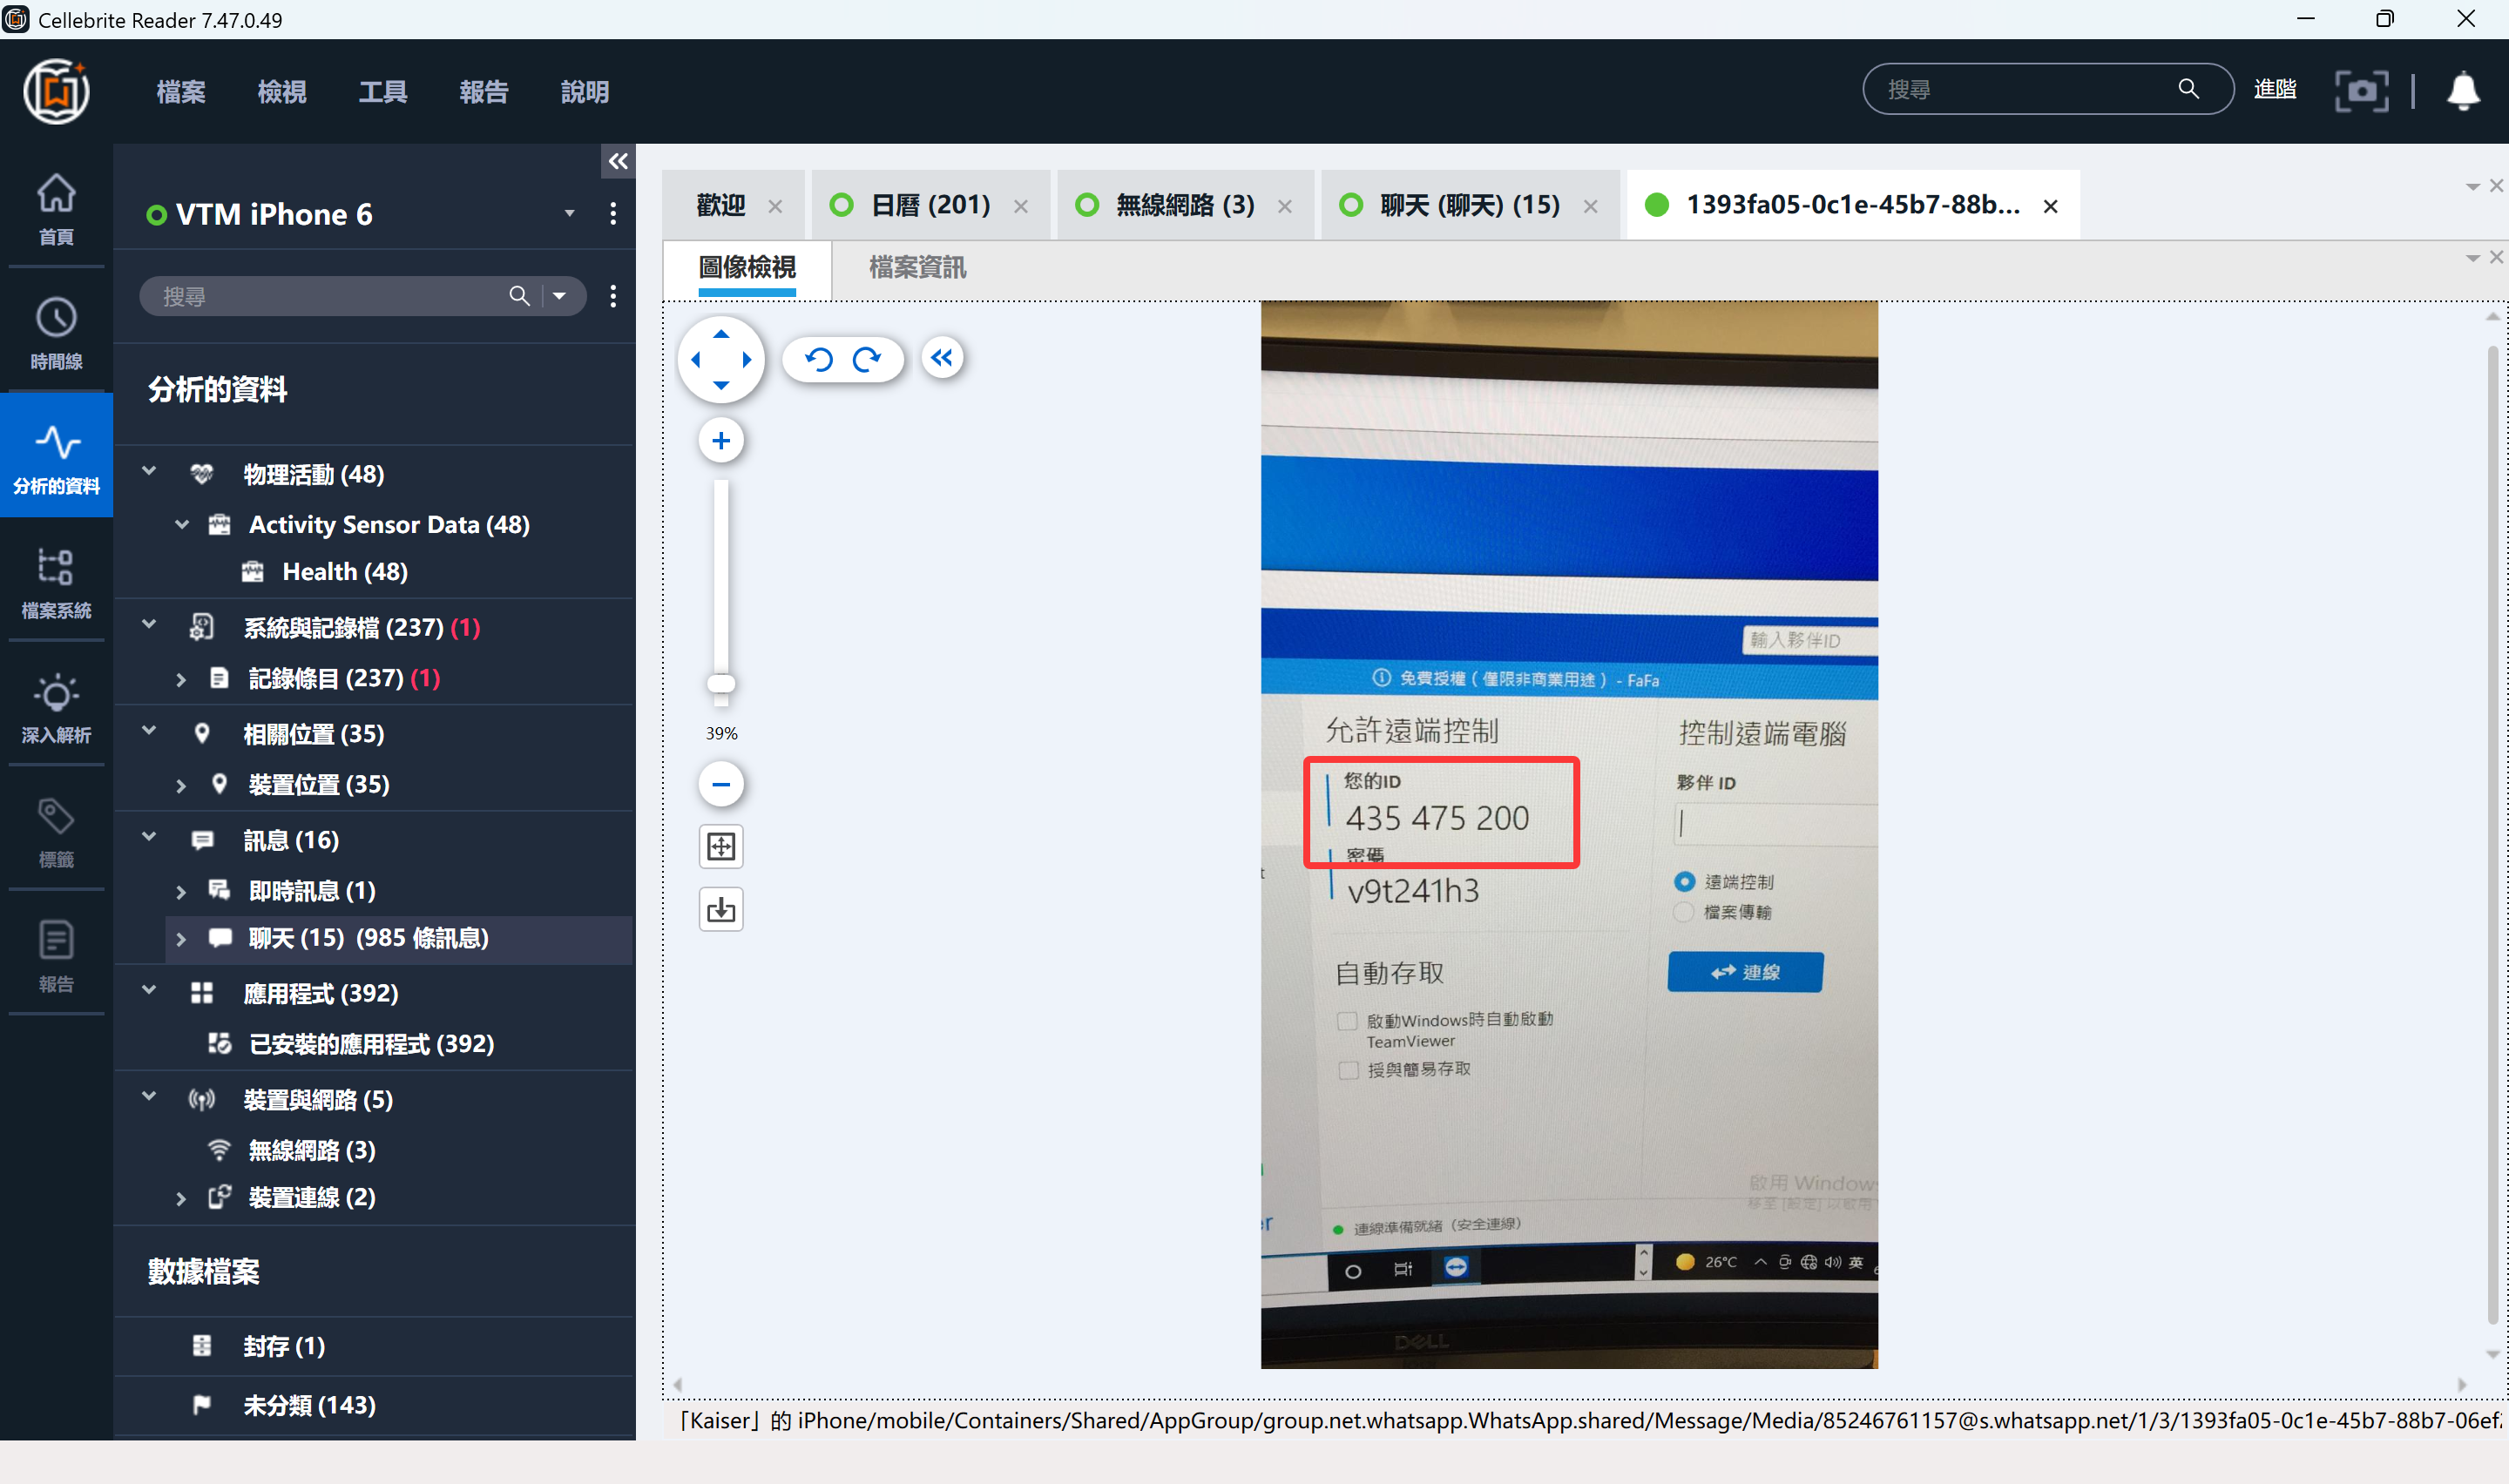 Cellebrite Reader 7.47.0.49
檔案 檢視 工具 報告 說明
搜尋
進階
首頁
時間線
分析的資料
檔案系統
深入解析
標籤
報告
VTM iPhone 6
搜尋
分析的資料
物理活動 (48)
Activity Sensor Data (48)
Health (48)
系統與記錄檔 (237) (1)
記錄條目 (237) (1)
相關位置 (35)
裝置位置 (35)
訊息 (16)
即時訊息 (1)
聊天 (15) (985 條訊息)
應用程式 (392)
已安裝的應用程式 (392)
裝置與網路 (5)
無線網路 (3)
裝置連線 (2)
數據檔案
封存 (1)
未分類 (143)
歡迎
日曆 (201)
無線網路 (3)
聊天 (聊天) (15)
1393fa05-0c1e-45b7-88b...
圖像檢視
檔案資訊
39%
輸入夥伴ID
免費授權（僅限非商業用途）- FaFa
允許遠端控制
您的ID
435 475 200
密碼
v9t241h3
自動存取
啟動Windows時自動啟動
TeamViewer
授與簡易存取
控制遠端電腦
夥伴 ID
遠端控制
檔案傳輸
連線
啟用 Windows
移至 [設定] 以啟用
連線準備就緒（安全連線）
26°C
英
DELL
「Kaiser」的 iPhone/mobile/Containers/Shared/AppGroup/group.net.whatsapp.WhatsApp.shared/Message/Media/85246761157@s.whatsapp.net/1/3/1393fa05-0c1e-45b7-88b7-06ef